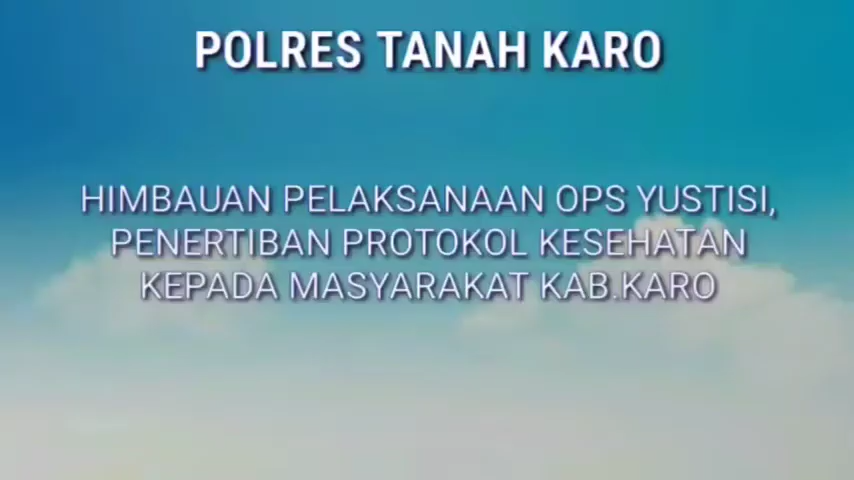 POLRES TANAH KARO
HIMBAUAN PELAKSANAAN OPS YUSTISI,
PENERTIBAN PROTOKOL KESEHATAN
KEPADA MASYARAKAT KAB.KARO